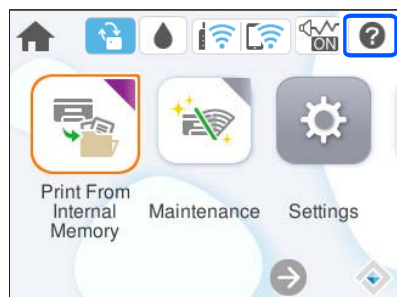 ON
?
Print From
Internal
Memory
Maintenance
Settings